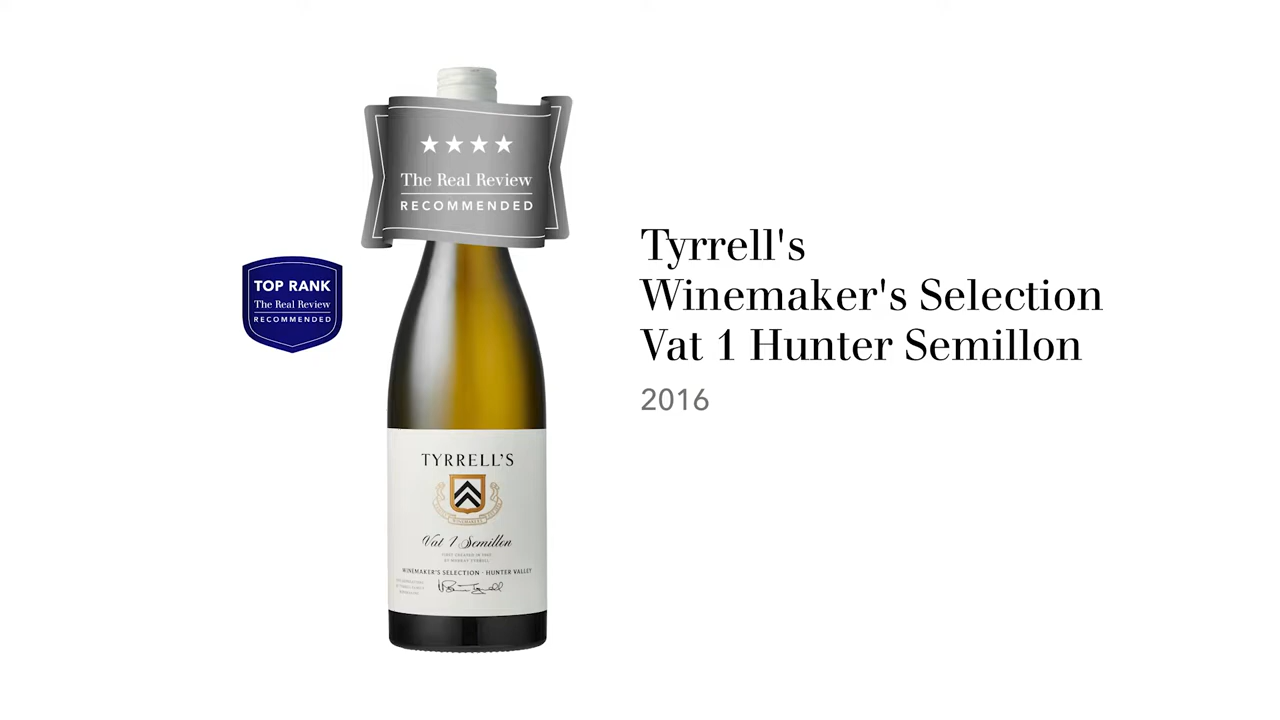 ★★★★
The Real Review
RECOMMENDED
TOP RANK
The Real Review
RECOMMENDED
Tyrrell's
Winemaker's Selection
Vat 1 Hunter Semillon
2016
TYRRELL'S
Vat 1 Semillon
WINEMAKER'S SELECTION - HUNTER VALLEY